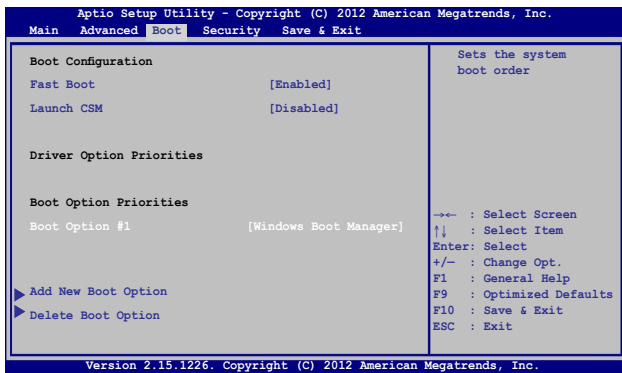 Aptio Setup Utility - Copyright (C) 2012 American Megatrends, Inc.
Main Advanced Boot Security Save & Exit
Boot Configuration
Fast Boot [Enabled]
Launch CSM [Disabled]
Driver Option Priorities
Boot Option Priorities
Boot Option #1 [Windows Boot Manager]
Add New Boot Option
Delete Boot Option
Sets the system
boot order
→← : Select Screen
↑↓ : Select Item
Enter: Select
+/— : Change Opt.
F1 : General Help
F9 : Optimized Defaults
F10 : Save & Exit
ESC : Exit
Version 2.15.1226. Copyright (C) 2012 American Megatrends, Inc.